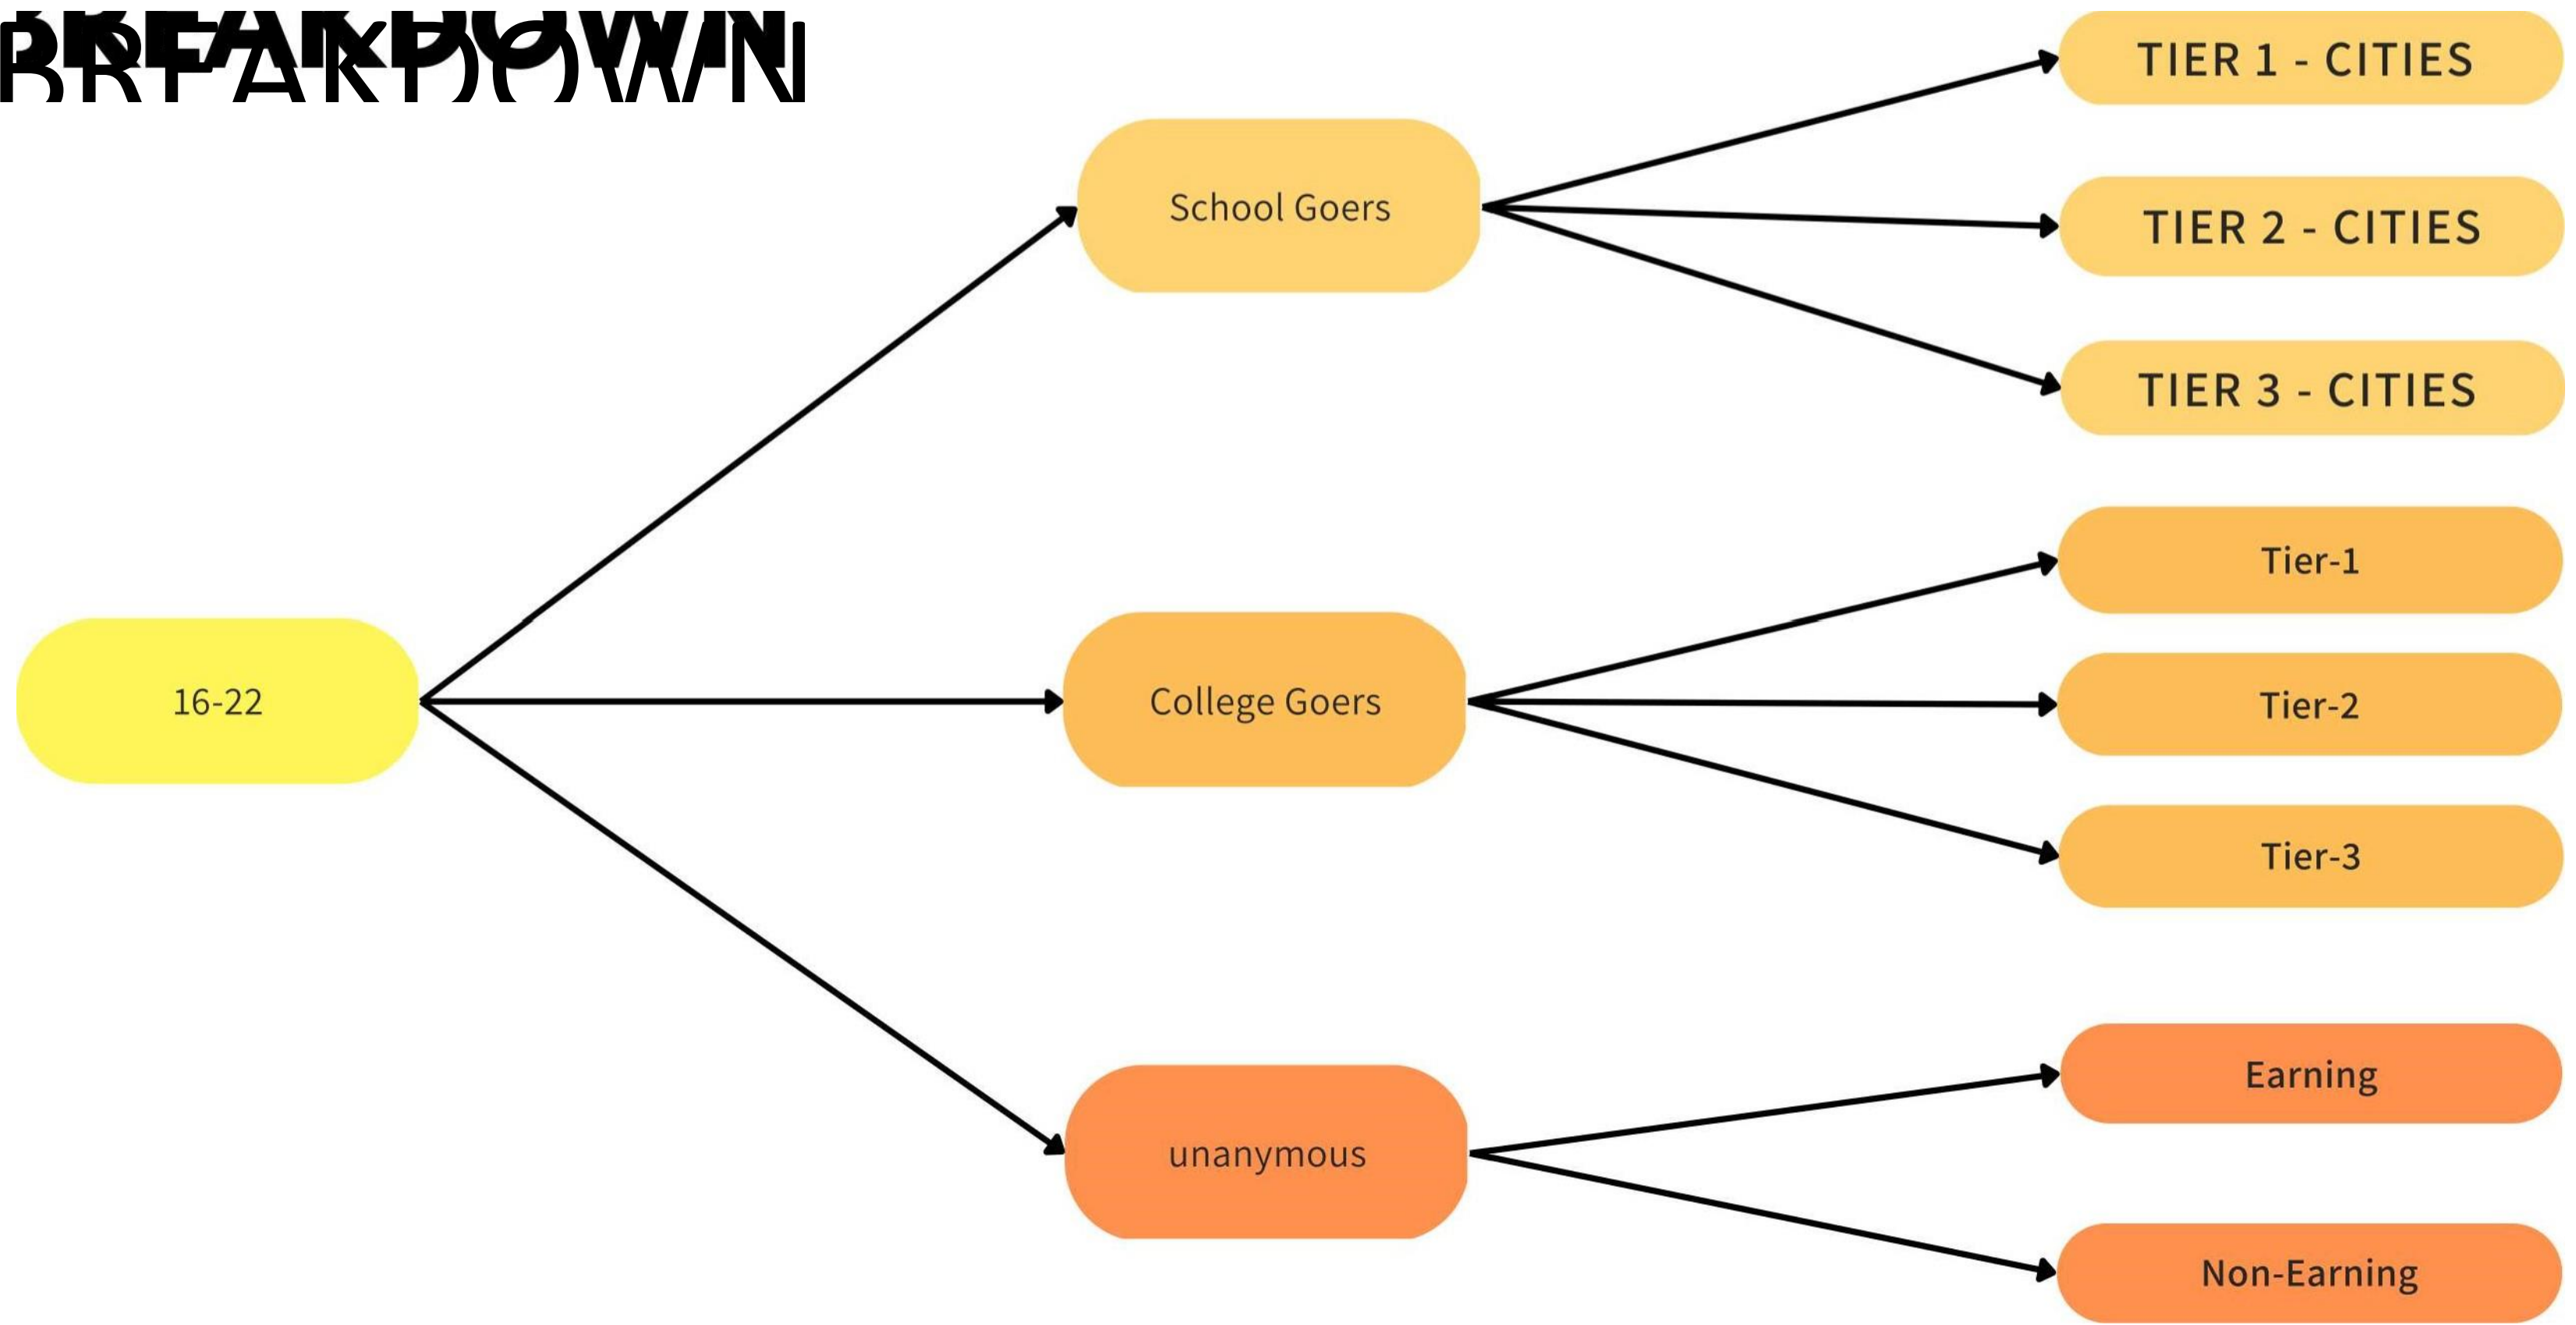 BREAKDOWN
BREAKDOWN
16-22
School Goers
TIER 1 - CITIES
TIER 2 - CITIES
TIER 3 - CITIES
College Goers
Tier-1
Tier-2
Tier-3
unanymous
Earning
Non-Earning